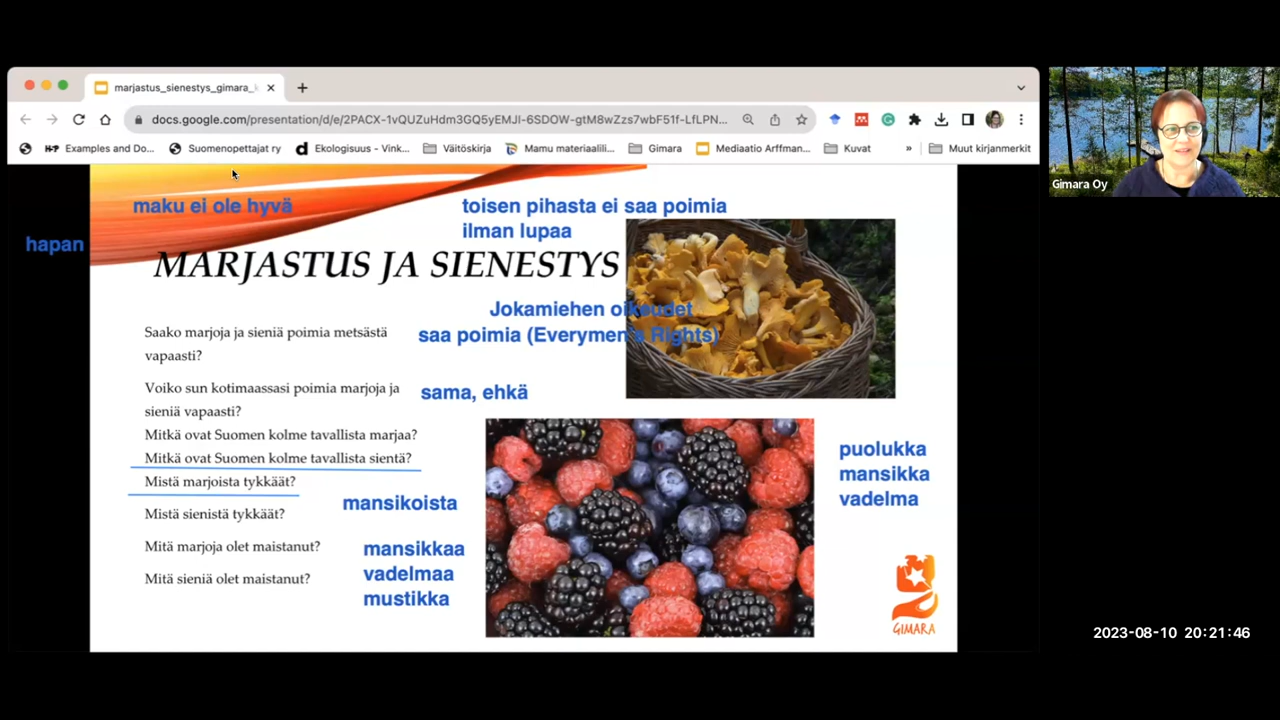 marjastus_sienestys_gimara_k
docs.google.com/presentation/d/e/2PACX-1vQUZuHdm3GQ5yEMJI-6SDOW-gtM8wZzs7wbF51f-LfLPN...
Examples and Do...
Suomenopettajat ry
Ekologisuus - Vink...
Väitöskirja
Mamu materiaalili...
Gimara
Mediaatio Arffman...
Kuvat
»
Muut kirjanmerkit
Gimara Oy
maku ei ole hyvä
toisen pihasta ei saa poimia
ilman lupaa
hapan
MARJASTUS JA SIENESTYS
Jokamiehen oikeudet
saa poimia (Everymen's Rights)
Saako marjoja ja sieniä poimia metsästä
vapaasti?
Voiko sun kotimaassasi poimia marjoja ja
sieniä vapaasti?
sama, ehkä
Mitkä ovat Suomen kolme tavallista marjaa?
Mitkä ovat Suomen kolme tavallista sientä?
Mistä marjoista tykkäät?
mansikoista
Mistä sienistä tykkäät?
Mitä marjoja olet maistanut?
mansikkaa
vadelmaa
mustikka
Mitä sieniä olet maistanut?
puolukka
mansikka
vadelma
GIMARA
2023-08-10 20:21:46